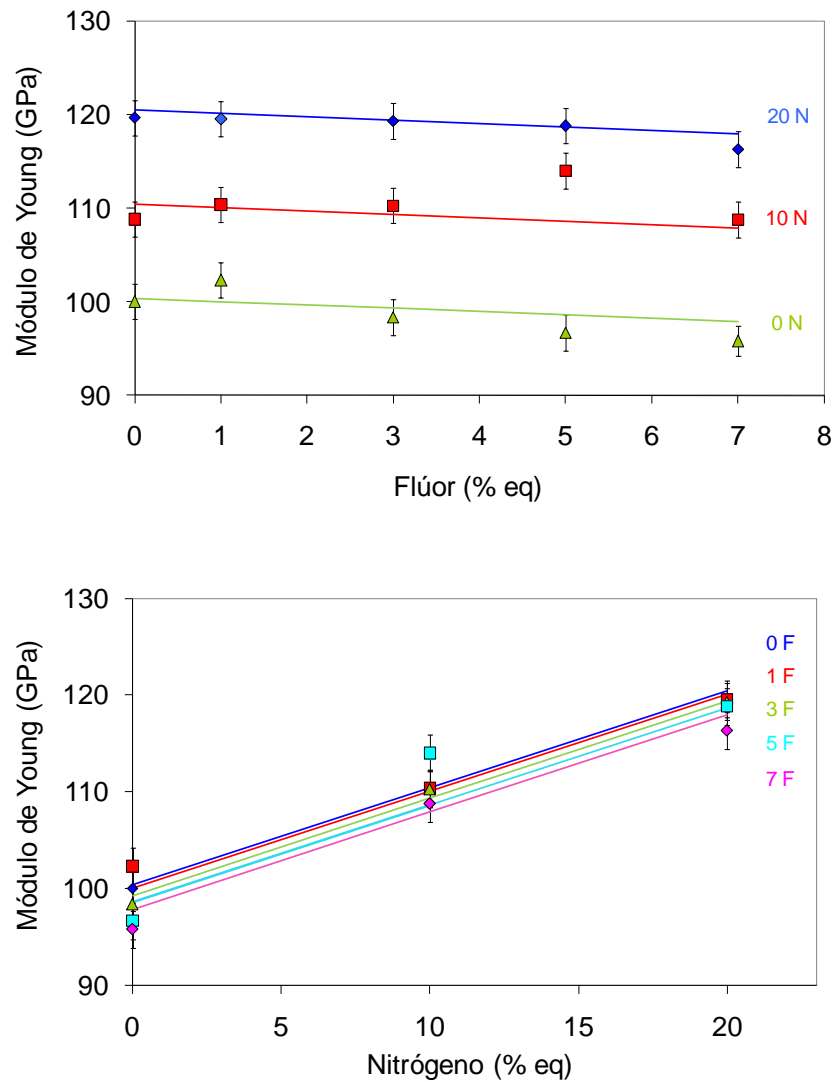 Módulo de Young (GPa)
130
120
110
100
90
20 N
10 N
0 N
0 1 2 3 4 5 6 7 8
Flúor (% eq)
Módulo de Young (GPa)
130
120
110
100
90
0 F
1 F
3 F
5 F
7 F
0 5 10 15 20
Nitrógeno (% eq)